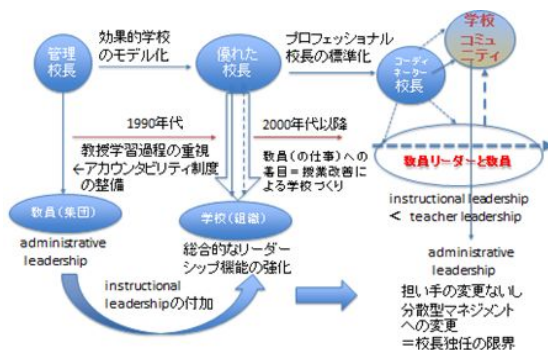 効果的学校
のモデル化
プロフェッショナル
校長の標準化
管理
校長
優れた
校長
コーディ
ネーター
校長
学校
コミュ
ニティ
1990年代
教授学習過程の重視
←アカウンタビリティ制度
の整備
2000年代以降
教員(の仕事)への
着目=授業改善に
よる学校づくり
教員リーダーと教員
教員(集団)
administrative
leadership
学校(組織)
総合的なリーダー
シップ機能の強化
instructional
leadershipの付加
instructional leadership
< teacher leadership
administrative
leadership
担い手の変更ないし
分散型マネジメント
への変更
=校長独任の限界